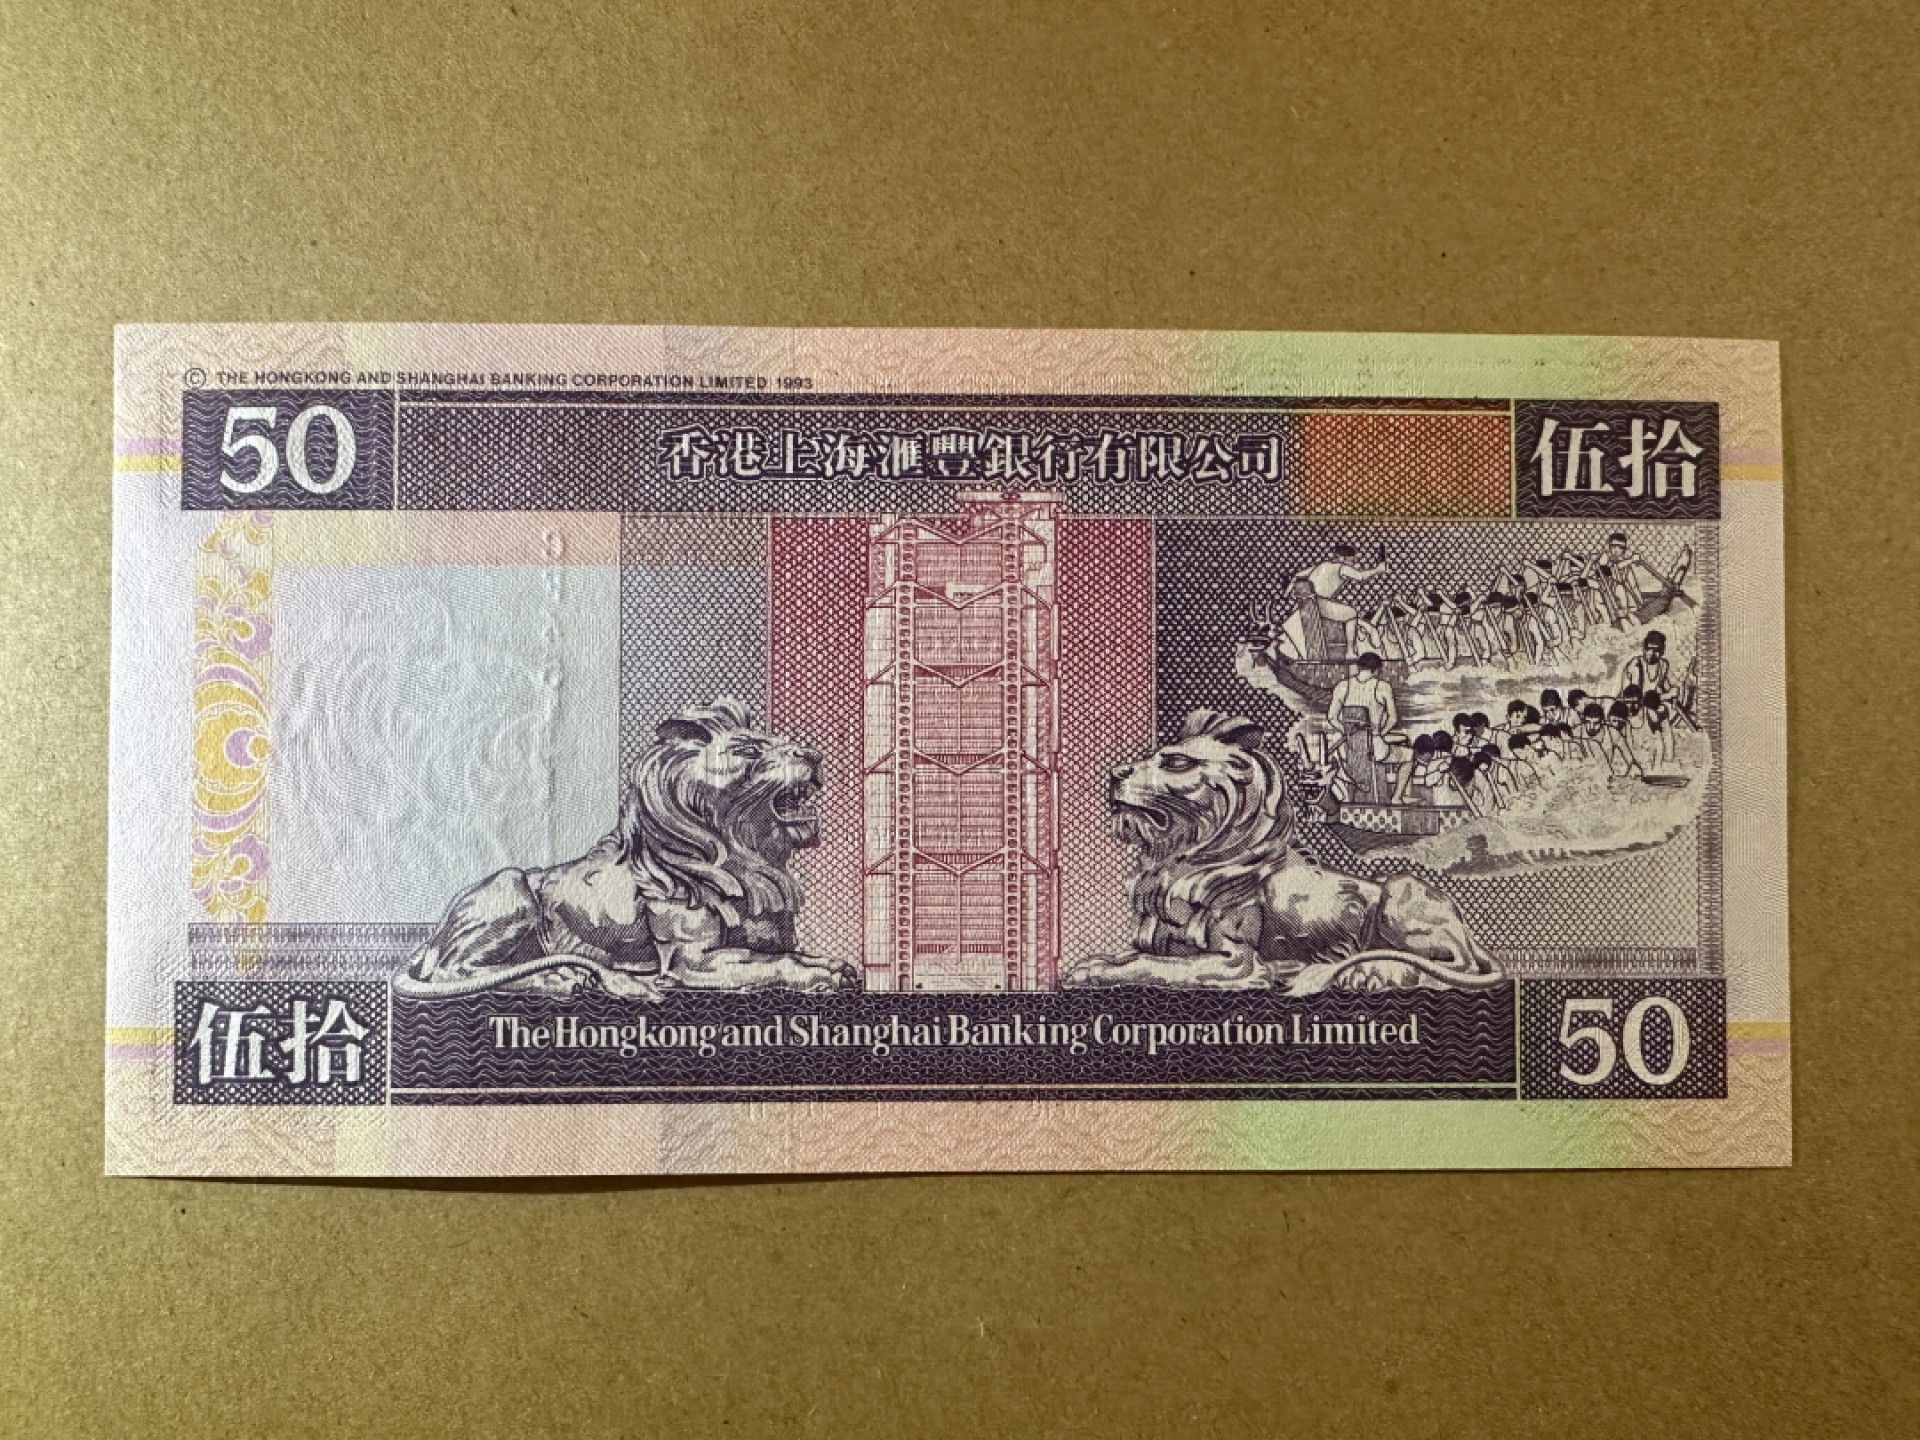 © THE HONGKONG AND SHANGHAI BANKING CORPORATION LIMITED 1993
50
香港上海滙豐銀行有限公司
伍拾
伍拾
The Hongkong and Shanghai Banking Corporation Limited
50